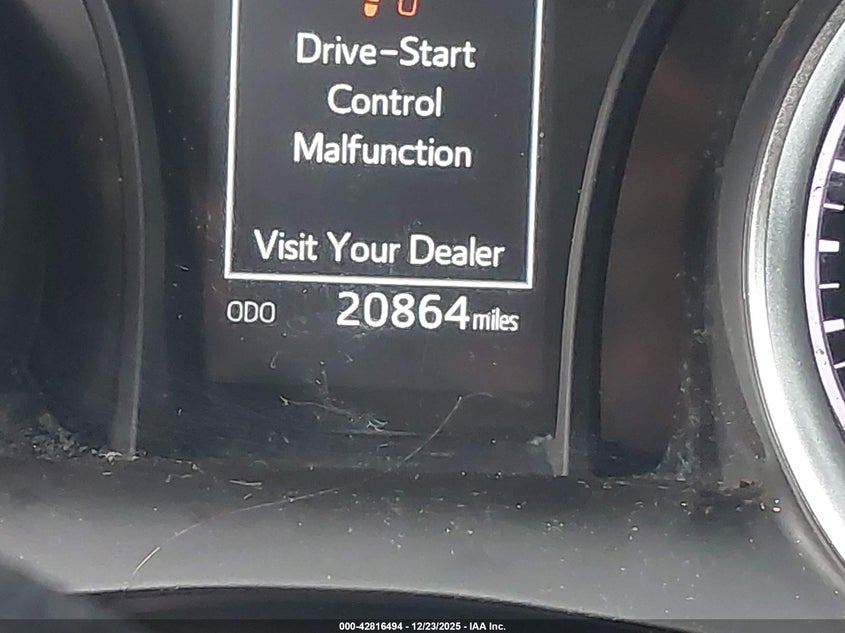 Drive-Start
Control
Malfunction
Visit Your Dealer
ODO 20864 miles
000-42816494 - 12/23/2025 - IAA Inc.